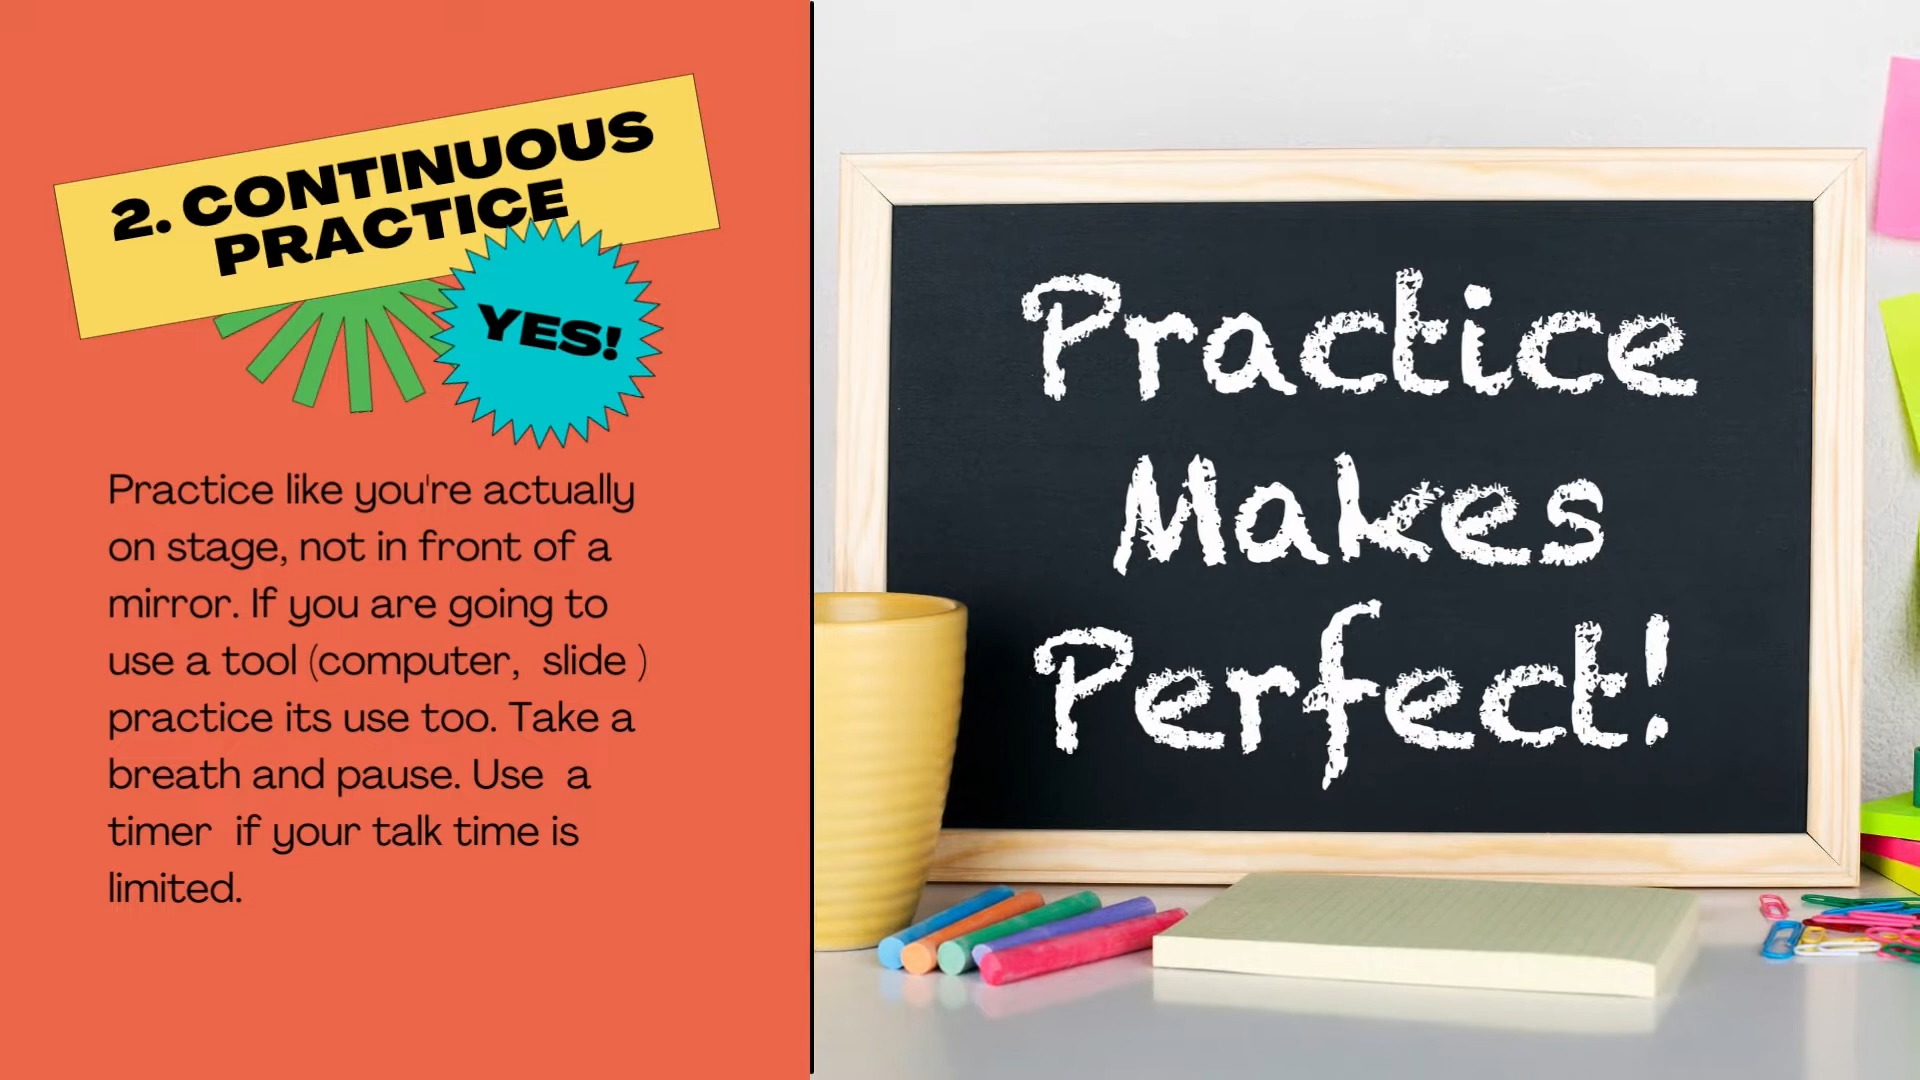 2. CONTINUOUS
PRACTICE
YES!
Practice like you're actually
on stage, not in front of a
mirror. If you are going to
use a tool (computer,  slide )
practice its use too. Take a
breath and pause. Use  a
timer  if your talk time is
limited.
Practice
Makes
Perfect!